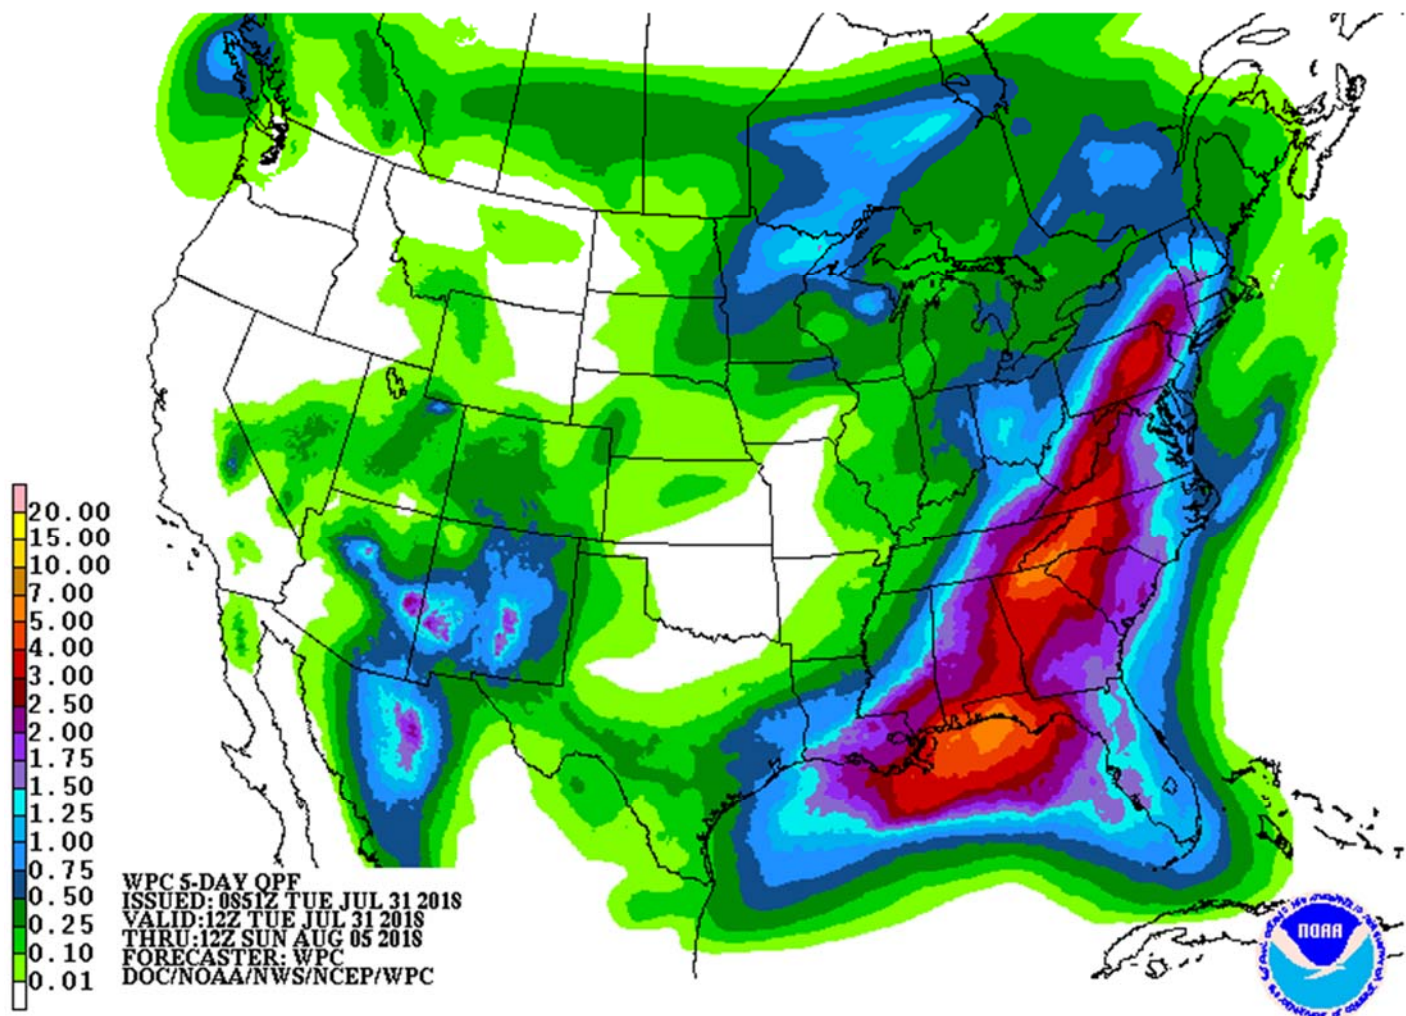 20.00
15.00
10.00
7.00
5.00
4.00
3.00
2.50
2.00
1.75
1.50
1.25
1.00
0.75
0.50
0.25
0.10
0.01
WPC 5-DAY QPF
ISSUED: 0851Z TUE JUL 31 2018
VALID:12Z TUE JUL 31 2018
THRU:12Z SUN AUG 05 2018
FORECASTER: WPC
DOC/NOAA/NWS/NCEP/WPC
NOAA